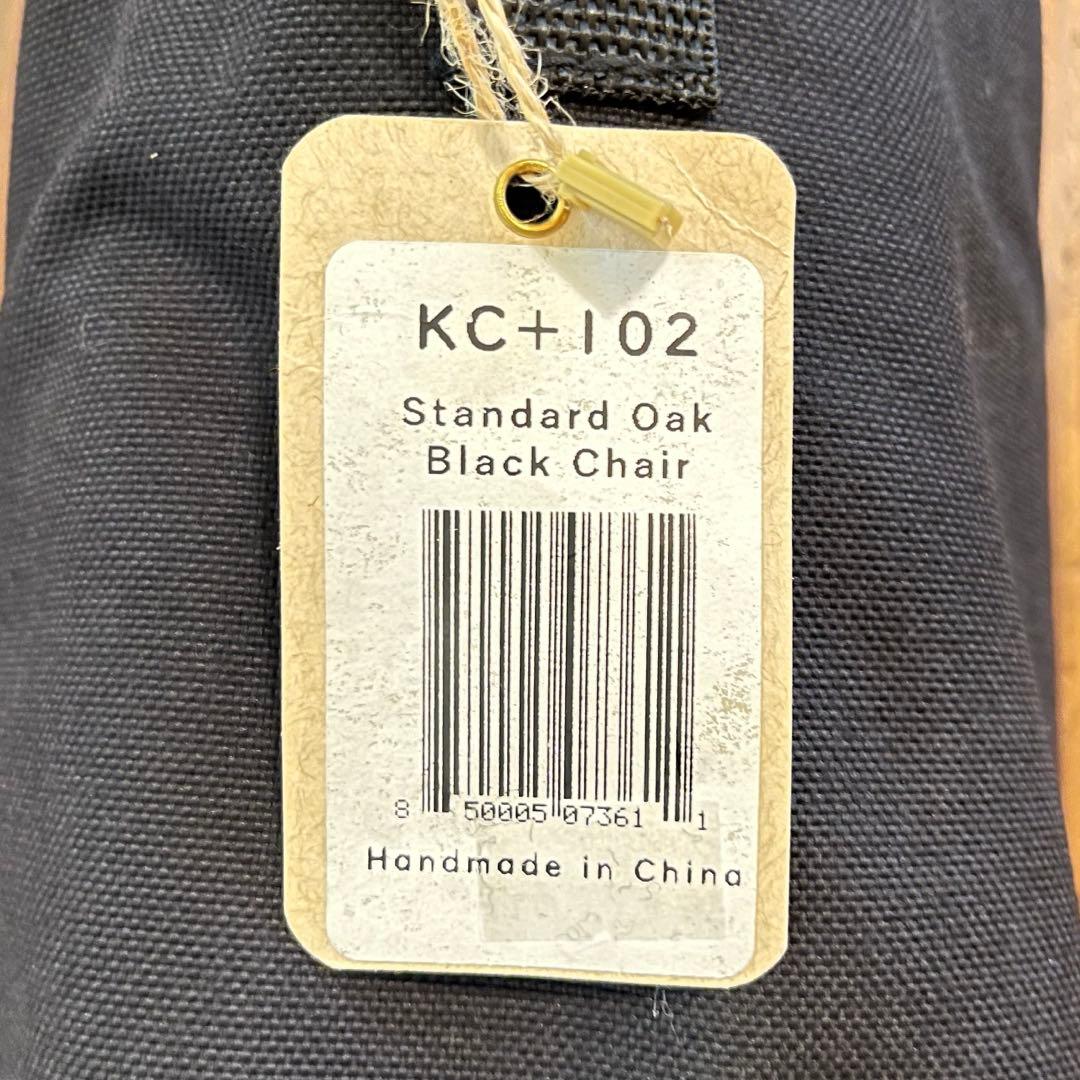 KC+102
Standard Oak
Black Chair
8 50005 07361 1
Handmade in China